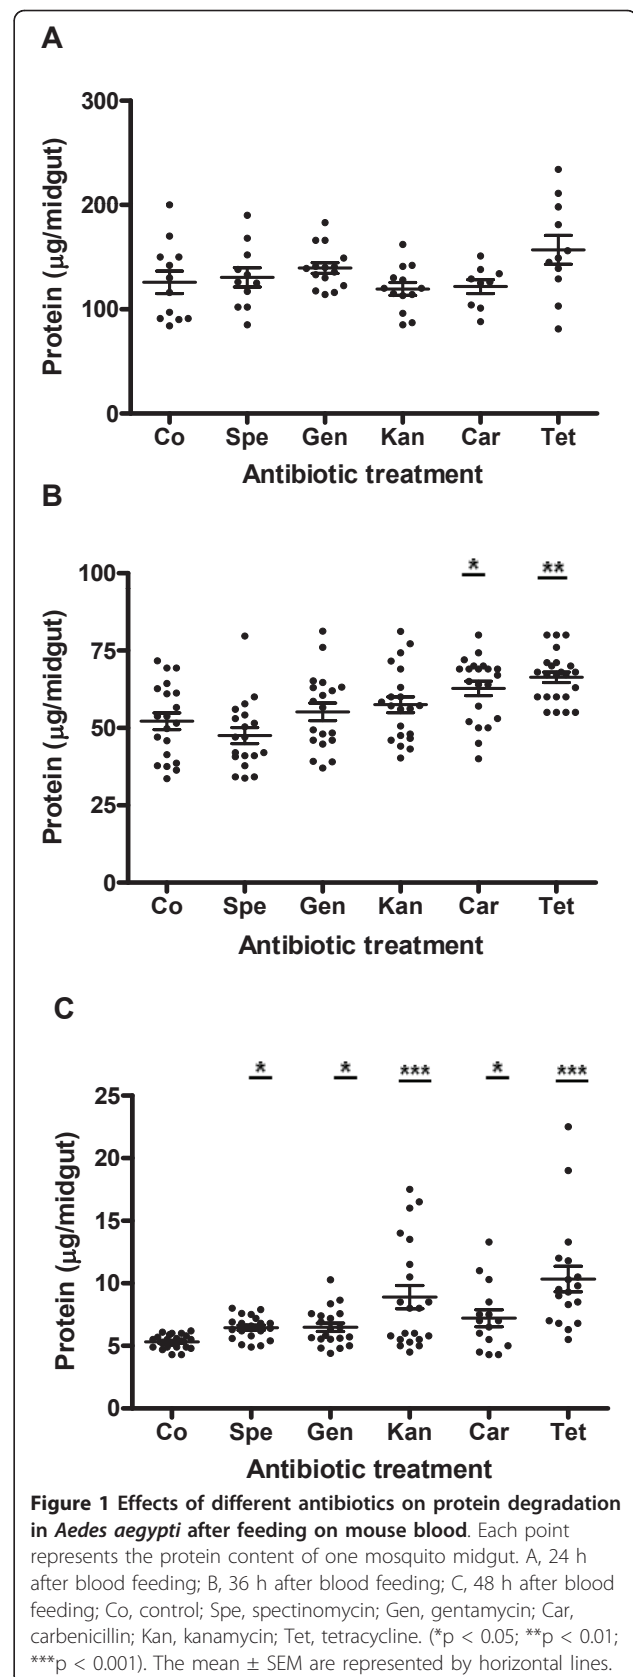 A
300
200
100
0
Protein (µg/midgut)
Co Spe Gen Kan Car Tet
Antibiotic treatment
B
* **
100
75
50
25
0
Protein (µg/midgut)
Co Spe Gen Kan Car Tet
Antibiotic treatment
C
* * *** * ***
25
20
15
10
5
0
Protein (µg/midgut)
Co Spe Gen Kan Car Tet
Antibiotic treatment
Figure 1 Effects of different antibiotics on protein degradation
in Aedes aegypti after feeding on mouse blood. Each point
represents the protein content of one mosquito midgut. A, 24 h
after blood feeding; B, 36 h after blood feeding; C, 48 h after blood
feeding; Co, control; Spe, spectinomycin; Gen, gentamycin; Car,
carbenicillin; Kan, kanamycin; Tet, tetracycline. (*p < 0.05; **p < 0.01;
***p < 0.001). The mean ± SEM are represented by horizontal lines.